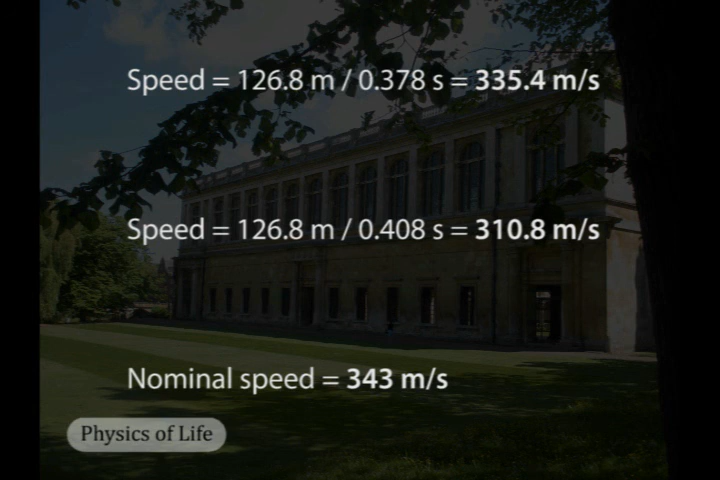 Speed = 126.8 m / 0.378 s = 335.4 m/s
Speed = 126.8 m / 0.408 s = 310.8 m/s
Nominal speed = 343 m/s
Physics of Life